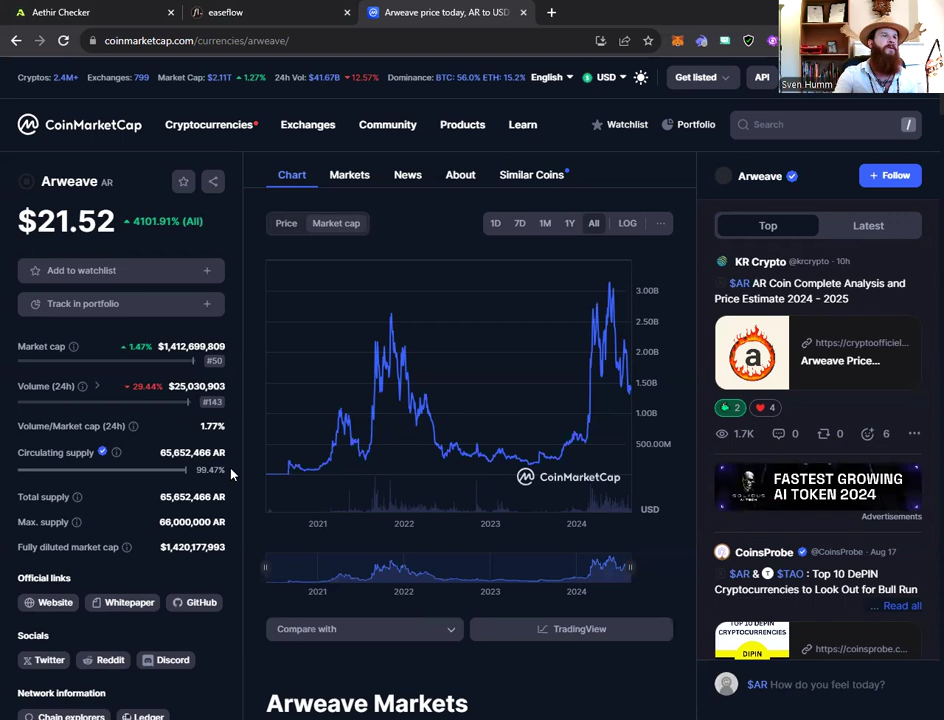 Aethir Checker
easeflow
Arweave price today, AR to USD
coinmarketcap.com/currencies/arweave/
Sven Humm
Cryptos: 2.4M+ Exchanges: 799 Market Cap: $2.11T 1.27% 24h Vol: $41.67B 12.57% Dominance: BTC: 56.0% ETH: 15.2% English USD Get listed API
CoinMarketCap Cryptocurrencies Exchanges Community Products Learn Watchlist Portfolio Search /
Arweave AR
$21.52 4101.91% (All)
Add to watchlist +
Track in portfolio +
Market cap 1.47% $1,412,699,809
#50
Volume (24h) 29.44% $25,030,903
#143
Volume/Market cap (24h) 1.77%
Circulating supply 65,652,466 AR
99.47%
Total supply 65,652,466 AR
Max. supply 66,000,000 AR
Fully diluted market cap $1,420,177,993
Official links
Website Whitepaper GitHub
Socials
Twitter Reddit Discord
Network information
Chain explorers Ledger
Chart Markets News About Similar Coins
Price Market cap 1D 7D 1M 1Y All LOG ...
3.00B
2.50B
2.00B
1.50B
1.00B
500.00M
CoinMarketCap
USD
2021 2022 2023 2024
2021 2022 2023 2024
Compare with TradingView
Arweave Markets
Arweave + Follow
Top Latest
KR Crypto @krcrypto · 10h
$AR AR Coin Complete Analysis and
Price Estimate 2024 - 2025
a
https://cryptoofficiel...
Arweave Price...
2 4
1.7K 0 0 6 ...
SOLICIUS
AI TECH
FASTEST GROWING
AI TOKEN 2024
Advertisements
CoinsProbe @CoinsProbe · Aug 17
$AR & $TAO : Top 10 DePIN
Cryptocurrencies to Look Out for Bull Run
... Read all
TOP 10 DEPIN
CRYPTOCURRENCIES
DIPIN
https://coinsprobe.c...
$AR How do you feel today?